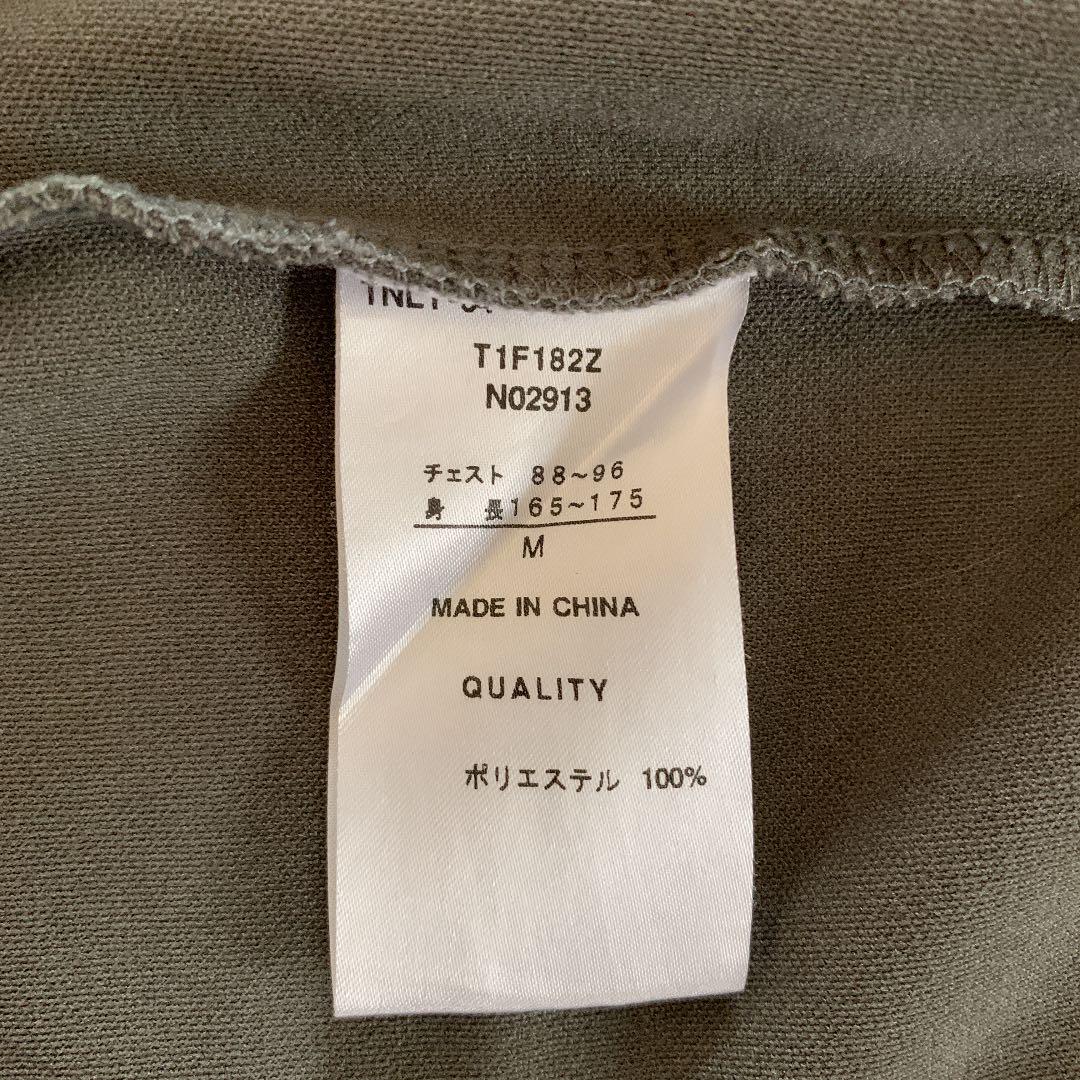 T1F182Z
N02913
チェスト 88~96
身 長165~175
M
MADE IN CHINA
QUALITY
ポリエステル 100%